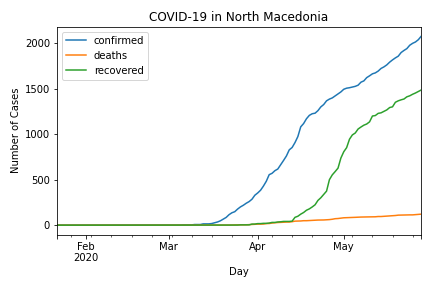 COVID-19 in North Macedonia
confirmed
deaths
recovered
Number of Cases
2000
1500
1000
500
0
Feb
2020
Mar
Apr
May
Day